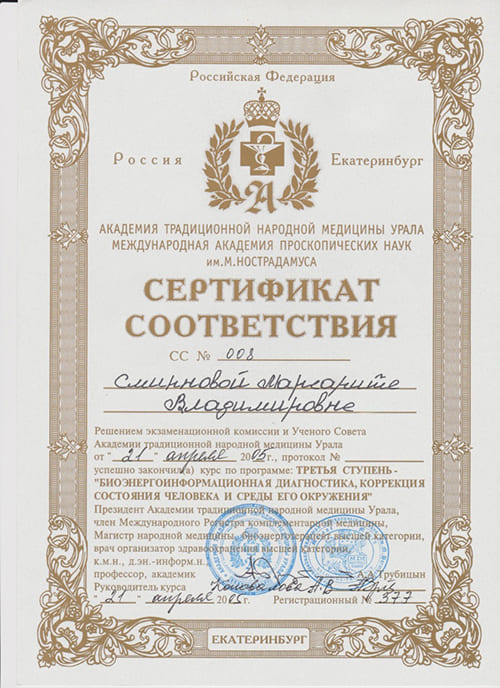 Российская Федерация
Россия Екатеринбург
А
АКАДЕМИЯ ТРАДИЦИОННОЙ НАРОДНОЙ МЕДИЦИНЫ УРАЛА
МЕЖДУНАРОДНАЯ АКАДЕМИЯ ПРОСКОПИЧЕСКИХ НАУК
им.М.НОСТРАДАМУСА
СЕРТИФИКАТ
СООТВЕТСТВИЯ
СС № 008
Смирновой Маргарите
Владимировне
Решением экзаменационной комиссии и Ученого Совета
Академии традиционной народной медицины Урала
от "21" апреля 2005г., протокол №
успешно закончил(а) курс по программе: ТРЕТЬЯ СТУПЕНЬ -
"БИОЭНЕРГОИНФОРМАЦИОННАЯ ДИАГНОСТИКА, КОРРЕКЦИЯ
СОСТОЯНИЯ ЧЕЛОВЕКА И СРЕДЫ ЕГО ОКРУЖЕНИЯ"
Президент Академии традиционной народной медицины Урала,
член Международного Регистра комплементарной медицины,
Магистр народной медицины, биоэнерготерапевт высшей категории,
врач организатор здравоохранения высшей категории,
к.м.н., д.эн.-информ.н.
профессор, академик А.А.Трубицын
Руководитель курса Коновалова А.В
"21" апреля 2005г. Регистрационный № 377
ЕКАТЕРИНБУРГ